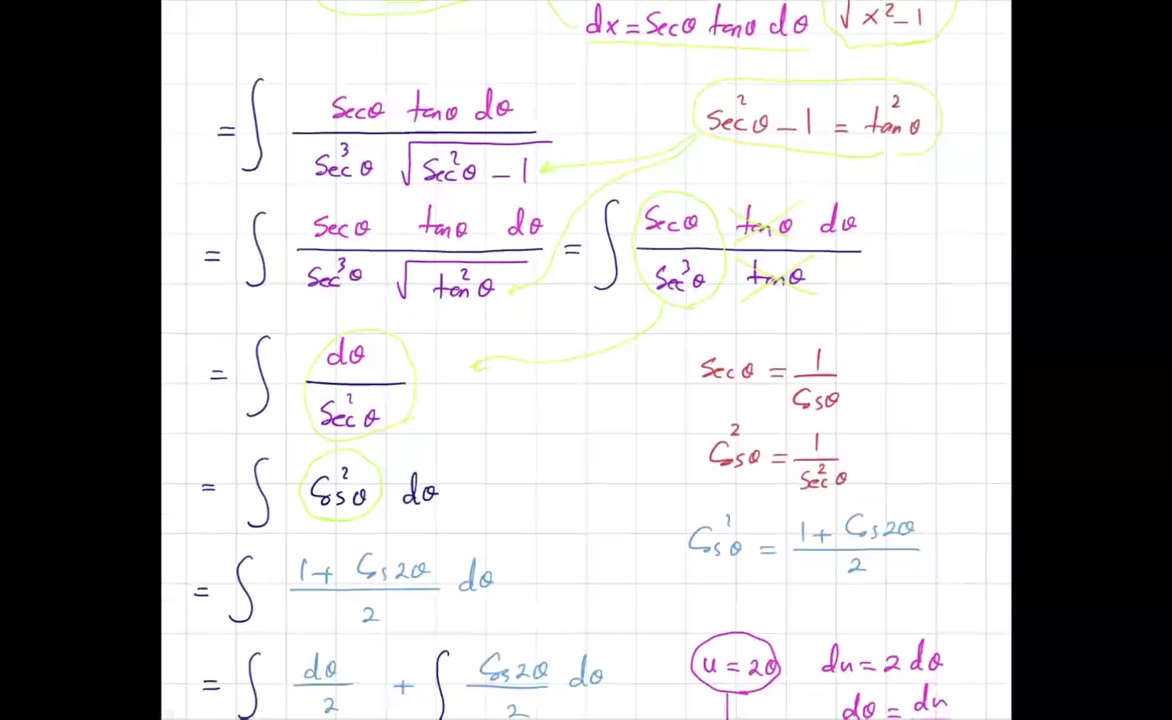 dx = Secθ tanθ dθ √x²-1
= ∫ Secθ tanθ dθ / Sec³θ √Sec²θ - 1
sec²θ - 1 = tan²θ
= ∫ Secθ tanθ dθ / Sec³θ √tan²θ = ∫ Secθ tanθ dθ / Sec³θ tanθ
= ∫ dθ / Sec²θ
Secθ = 1 / Cosθ
= ∫ Cos²θ dθ
Cos²θ = 1 / Sec²θ
Cos²θ = 1 + Cos2θ / 2
= ∫ 1 + Cos2θ / 2 dθ
= ∫ dθ / 2 + ∫ Cos2θ / 2 dθ
u = 2θ du = 2 dθ
dθ = du